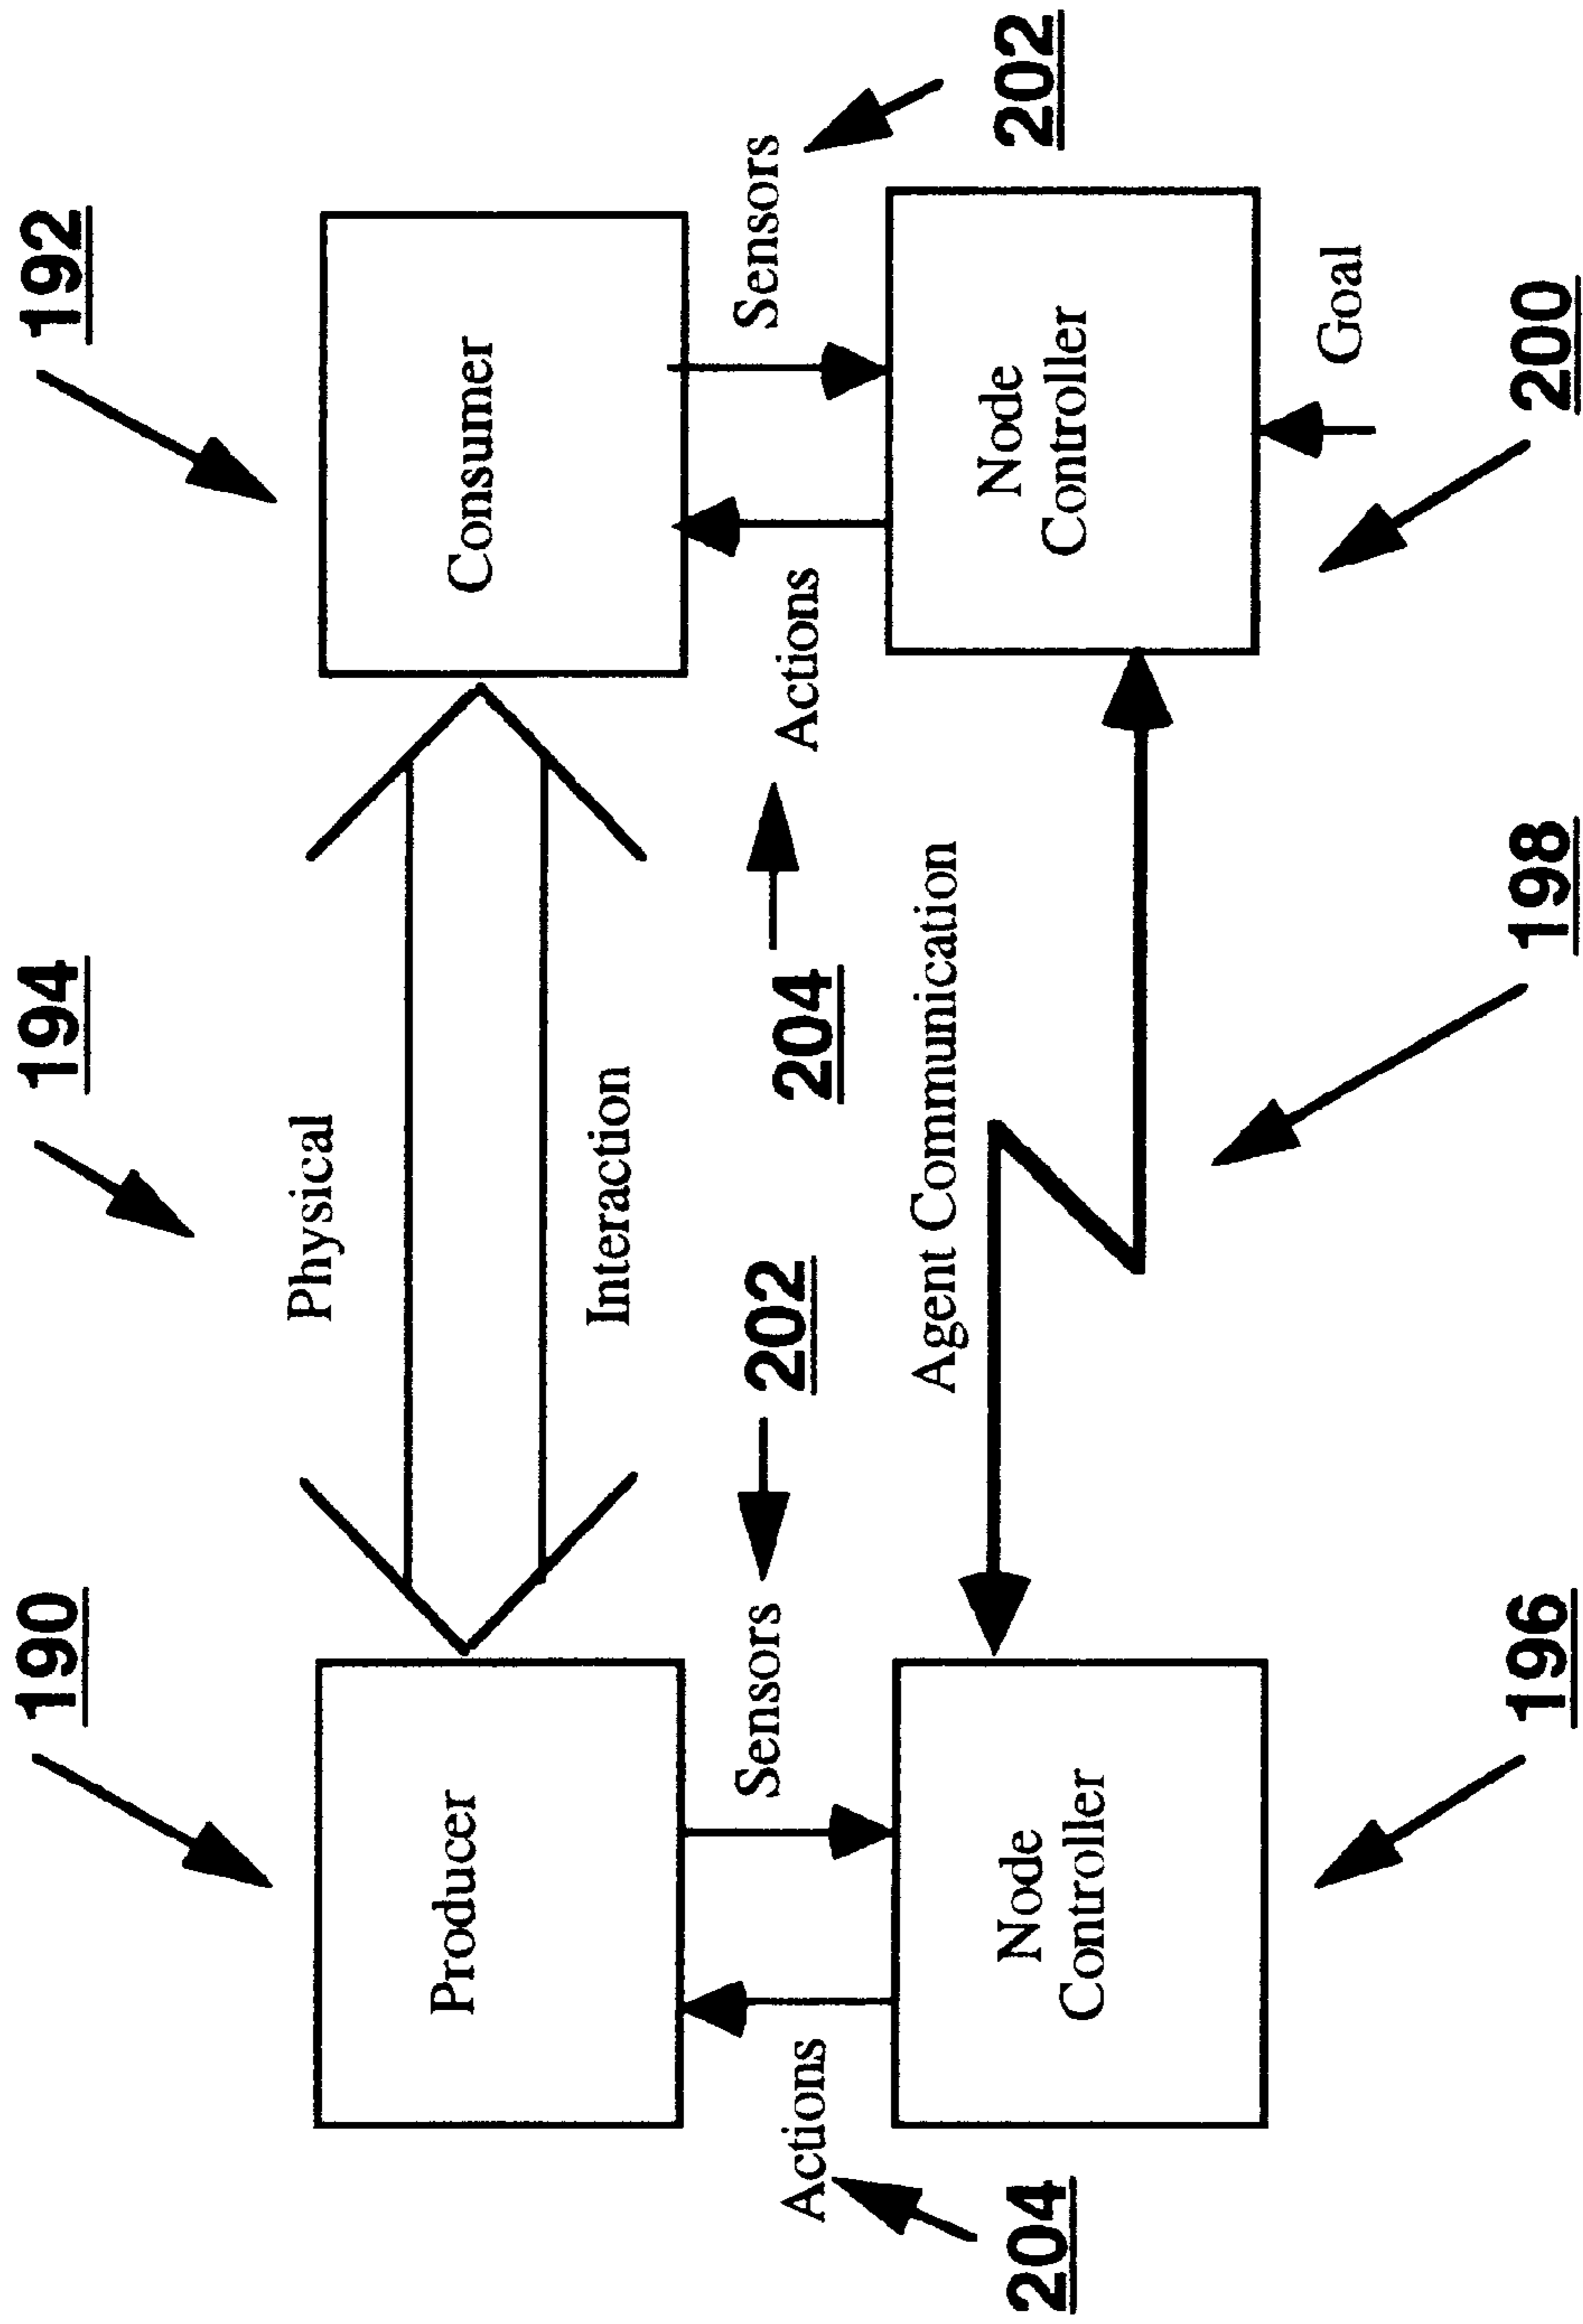 190
194
192
Physical
Producer
Consumer
Interaction
Sensors
202
204
Actions
Sensors
202
Actions
204
Agent Communication
Node
Controller
Node
Controller
Goal
196
198
200